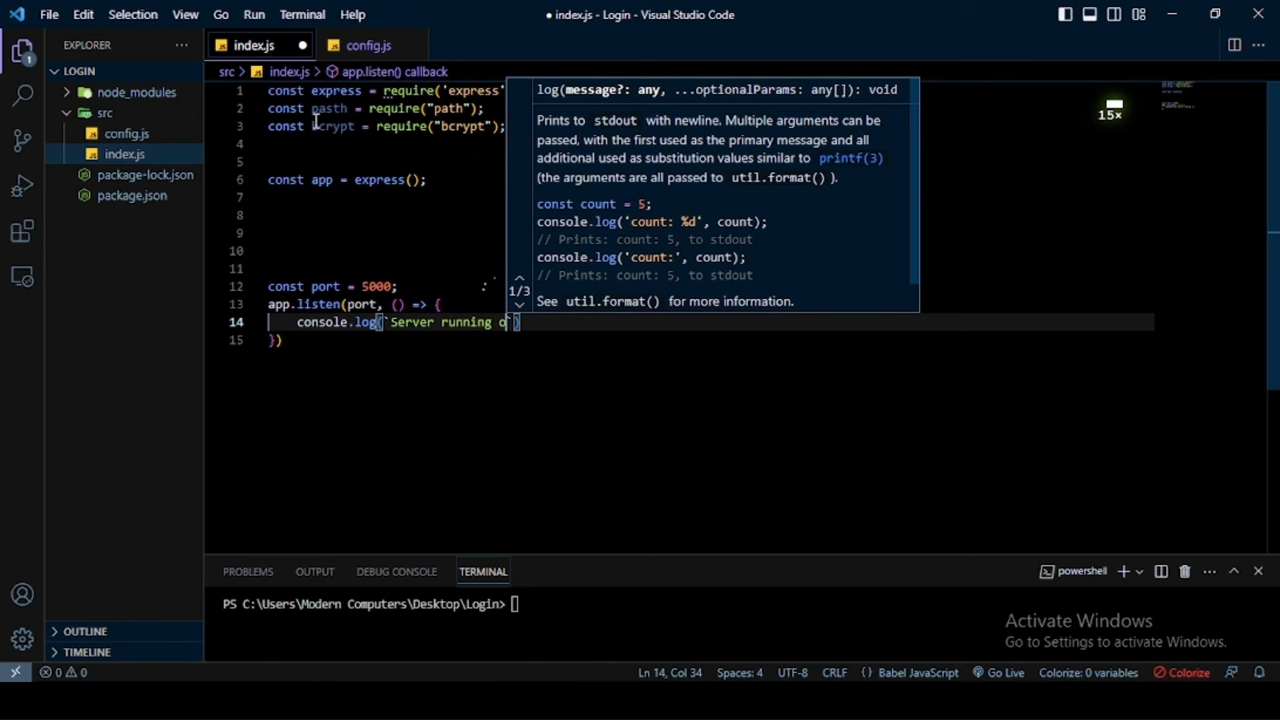 File Edit Selection View Go Run Terminal Help
● index.js - Login - Visual Studio Code
EXPLORER
LOGIN
node_modules
src
config.js
index.js
package-lock.json
package.json
OUTLINE
TIMELINE
index.js
config.js
src > index.js > app.listen() callback
1 const express = require('express'
2 const pasth = require("path");
3 const bcrypt = require("bcrypt");
4
5
6 const app = express();
7
8
9
10
11
12 const port = 5000;
13 app.listen(port, () => {
14 console.log(`Server running o`)
15 })
log(message?: any, ...optionalParams: any[]): void
Prints to stdout with newline. Multiple arguments can be
passed, with the first used as the primary message and all
additional used as substitution values similar to printf(3)
(the arguments are all passed to util.format() ).
const count = 5;
console.log('count: %d', count);
// Prints: count: 5, to stdout
console.log('count:', count);
// Prints: count: 5, to stdout
1/3
See util.format() for more information.
15×
PROBLEMS OUTPUT DEBUG CONSOLE TERMINAL
powershell
PS C:\Users\Modern Computers\Desktop\Login>
Activate Windows
Go to Settings to activate Windows.
0 0
Ln 14, Col 34 Spaces: 4 UTF-8 CRLF { } Babel JavaScript Go Live Colorize: 0 variables Colorize